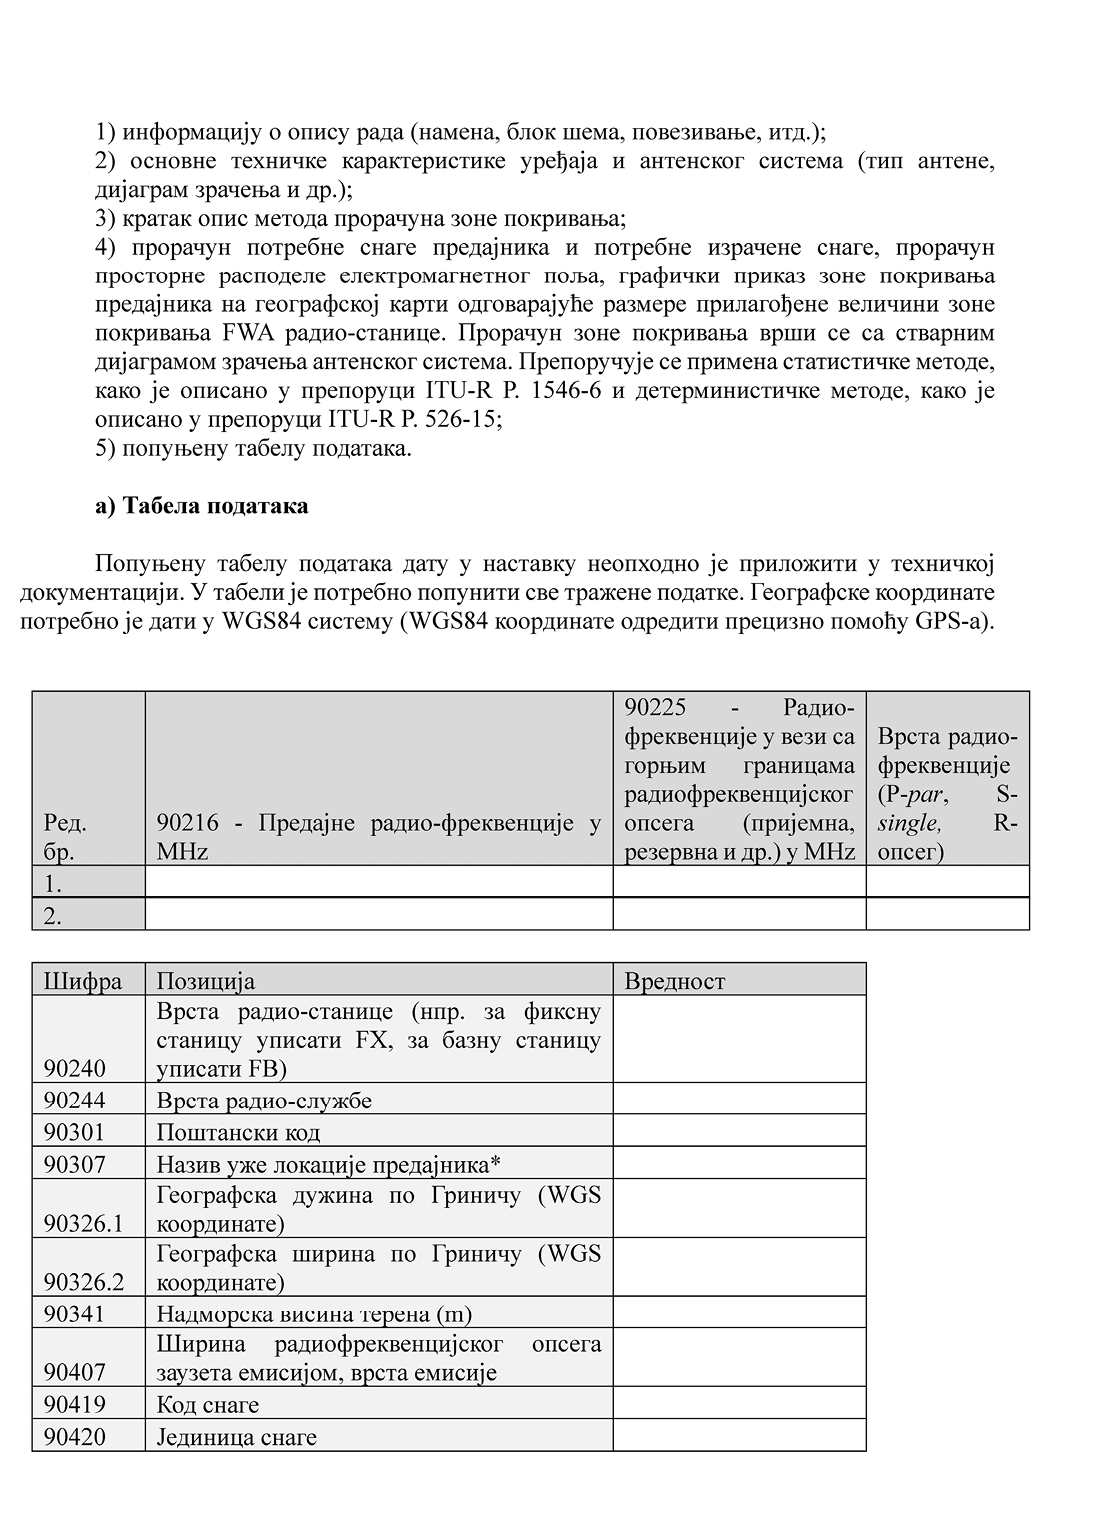 1) информацију о опису рада (намена, блок шема, повезивање, итд.);
2) основне техничке карактеристике уређаја и антенског система (тип антене,
дијаграм зрачења и др.);
3) кратак опис метода прорачуна зоне покривања;
4) прорачун потребне снаге предајника и потребне израчене снаге, прорачун
просторне расподеле електромагнетног поља, графички приказ зоне покривања
предајника на географској карти одговарајуће размере прилагођене величини зоне
покривања FWA радио-станице. Прорачун зоне покривања врши се са стварним
дијаграмом зрачења антенског система. Препоручује се примена статистичке методе,
како је описано у препоруци ITU-R P. 1546-6 и детерминистичке методе, како је
описано у препоруци ITU-R P. 526-15;
5) попуњену табелу података.
а) Табела података
Попуњену табелу података дату у наставку неопходно је приложити у техничкој
документацији. У табели је потребно попунити све тражене податке. Географске координате
потребно је дати у WGS84 систему (WGS84 координате одредити прецизно помоћу GPS-а).
Ред.
бр.
90216 - Предајне радио-фреквенције у
MHz
90225 - Радио-
фреквенције у вези са
горњим границама
радиофреквенцијског
опсега (пријемна,
резервна и др.) у MHz
Врста радио-
фреквенције
(P-par, S-
single, R-
опсег)
1.
2.
Шифра Позиција Вредност
90240
Врста радио-станице (нпр. за фиксну
станицу уписати FX, за базну станицу
уписати FB)
90244 Врста радио-службе
90301 Поштански код
90307 Назив уже локације предајника*
90326.1
Географска дужина по Гриничу (WGS
координате)
90326.2
Географска ширина по Гриничу (WGS
координате)
90341 Надморска висина терена (m)
90407
Ширина радиофреквенцијског опсега
заузета емисијом, врста емисије
90419 Код снаге
90420 Јединица снаге